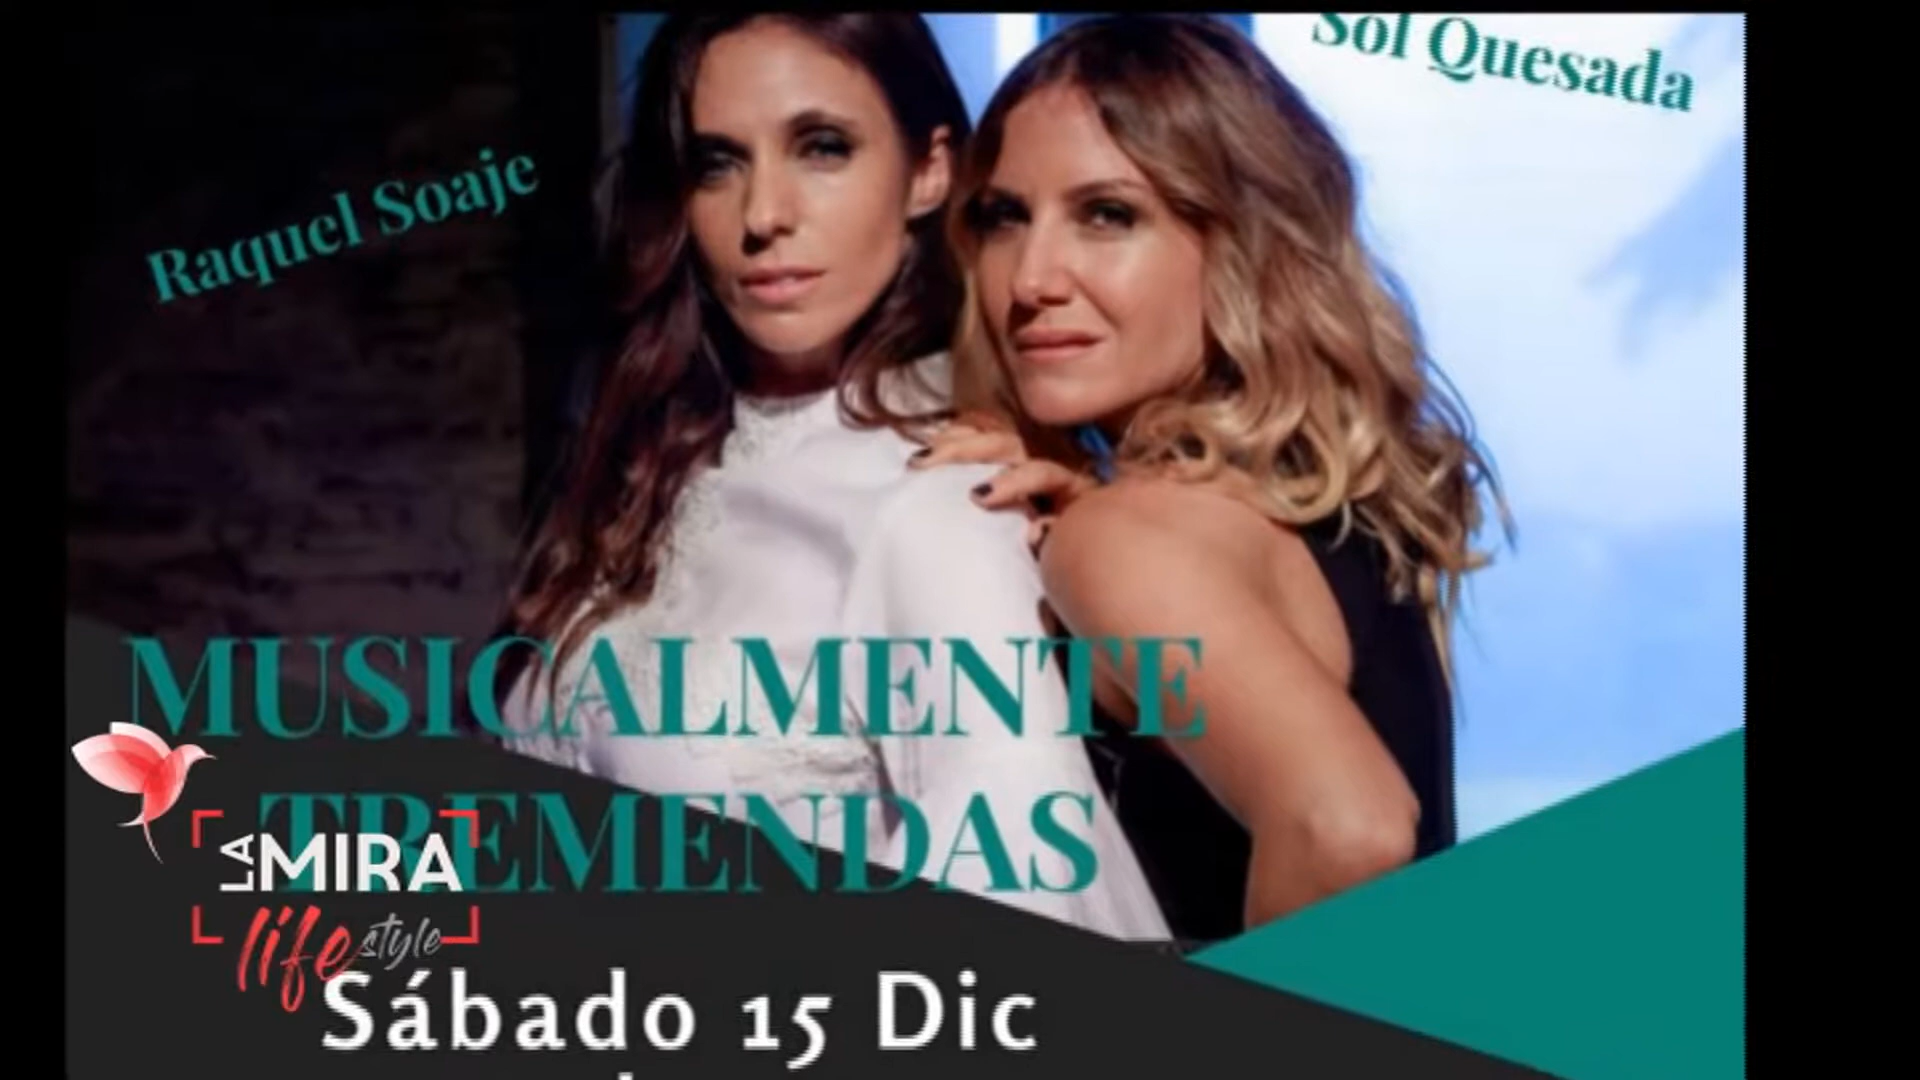 Sol Quesada
Raquel Soaje
MUSICALMENTE
TREMENDAS
LA MIRA
life style
Sábado 15 Dic